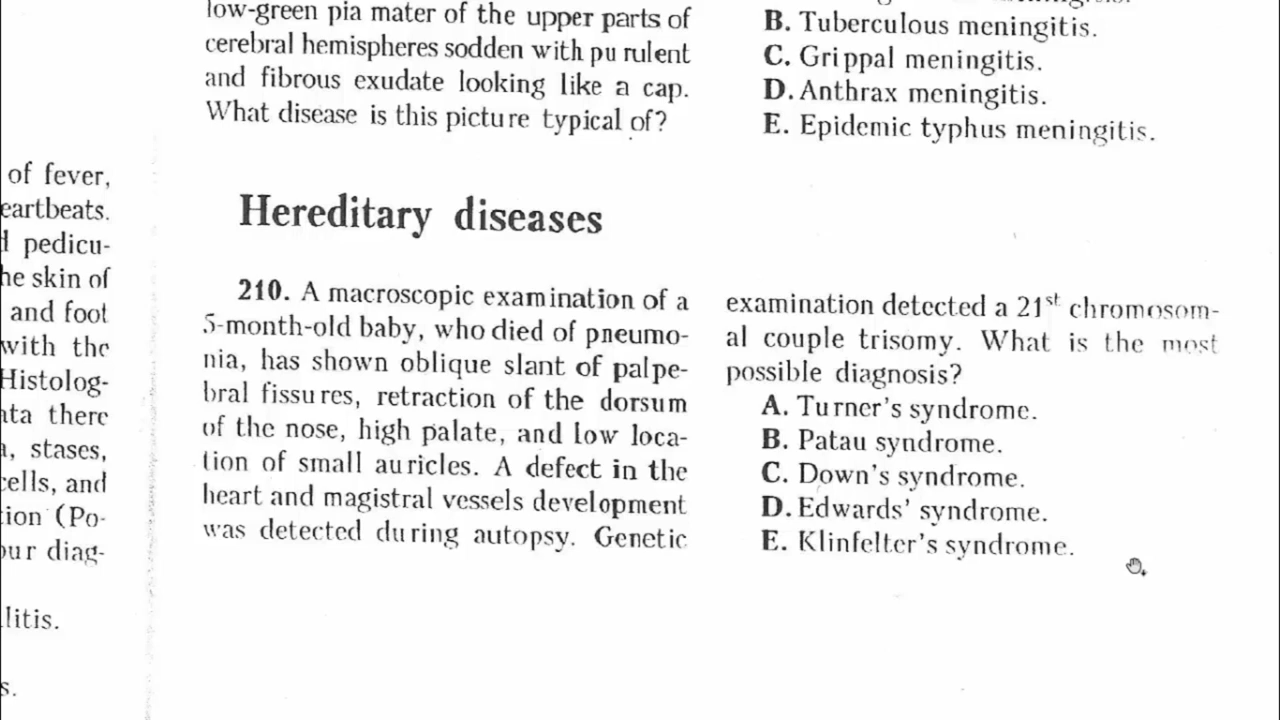 low-green pia mater of the upper parts of
cerebral hemispheres sodden with pu rulent
and fibrous exudate looking like a cap.
What disease is this picture typical of?
B. Tuberculous meningitis.
C. Grippal meningitis.
D. Anthrax meningitis.
E. Epidemic typhus meningitis.
of fever,
eartbeats.
pedicu-
he skin of
and foot
with the
Histolog-
ata there
, stases,
cells, and
tion (Po-
our diag-
litis.
s.
Hereditary diseases
210. A macroscopic examination of a
5-month-old baby, who died of pneumo-
nia, has shown oblique slant of palpe-
bral fissures, retraction of the dorsum
of the nose, high palate, and low loca-
tion of small auricles. A defect in the
heart and magistral vessels development
was detected during autopsy. Genetic
examination detected a 21st chromosom-
al couple trisomy. What is the most
possible diagnosis?
A. Turner's syndrome.
B. Patau syndrome.
C. Down's syndrome.
D. Edwards' syndrome.
E. Klinfelter's syndrome.